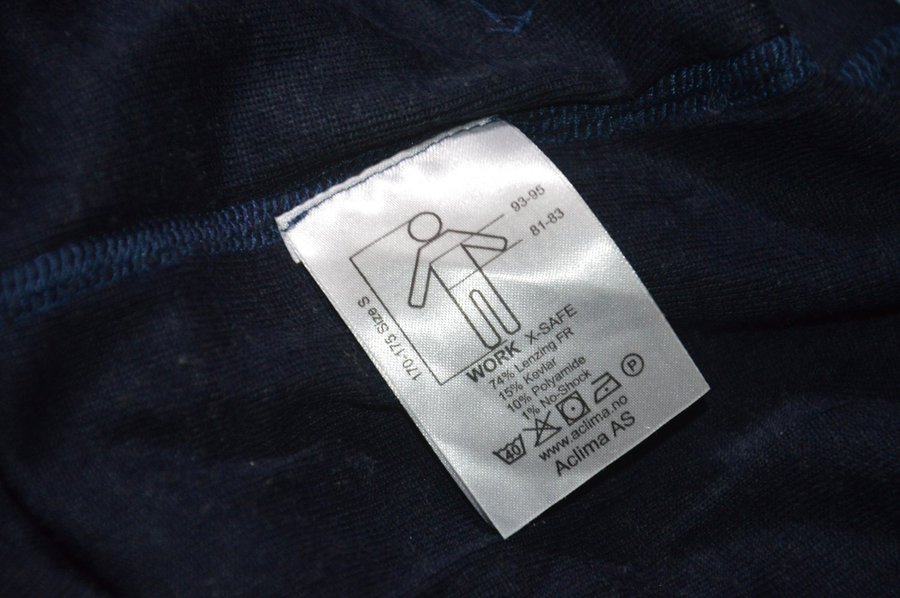 93-95
81-83
170-175 Size S
WORK X-SAFE
74% Lenzing FR
15% Kevlar
10% Polyamide
1% No-Shock
40 P
www.aclima.no
Aclima AS